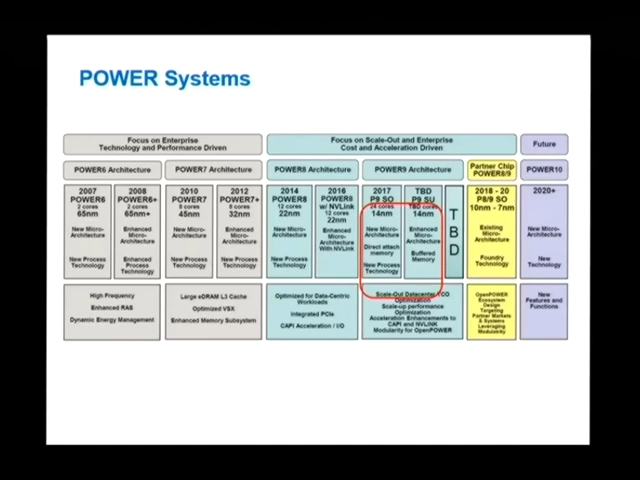 POWER Systems
Focus on Enterprise
Technology and Performance Driven
Focus on Scale-Out and Enterprise
Cost and Acceleration Driven
Future
POWER6 Architecture
POWER7 Architecture
POWER8 Architecture
POWER9 Architecture
Partner Chip
POWER8/9
POWER10
2007
POWER6
2 cores
65nm
New Micro-
Architecture
New Process
Technology
2008
POWER6+
2 cores
65nm+
Enhanced
Micro-
Architecture
Enhanced
Process
Technology
2010
POWER7
8 cores
45nm
New Micro-
Architecture
New Process
Technology
2012
POWER7+
8 cores
32nm
Enhanced
Micro-
Architecture
New Process
Technology
2014
POWER8
12 cores
22nm
New Micro-
Architecture
New Process
Technology
2016
POWER8
w/ NVLink
12 cores
22nm
Enhanced
Micro-
Architecture
With NVLink
2017
P9 SO
24 cores
14nm
New Micro-
Architecture
Direct attach
memory
New Process
Technology
TBD
P9 SU
TBD cores
14nm
Enhanced
Micro-
Architecture
Buffered
Memory
T
B
D
2018 - 20
P8/9 SO
10nm - 7nm
Existing
Micro-
Architecture
Foundry
Technology
2020+
New Micro-
Architecture
New
Technology
High Frequency
Enhanced RAS
Dynamic Energy Management
Large eDRAM L3 Cache
Optimized VSX
Enhanced Memory Subsystem
Optimized for Data-Centric
Workloads
Integrated PCIe
CAPI Acceleration / I/O
Scale-Out Datacenter TCO
Optimization
Scale-up performance
Optimization
Acceleration Enhancements to
CAPI and NVLINK
Modularity for OpenPOWER
OpenPOWER
Ecosystem
Design
Targeting
Partner Markets
& Systems
Leveraging
Modularity
New
Features and
Functions